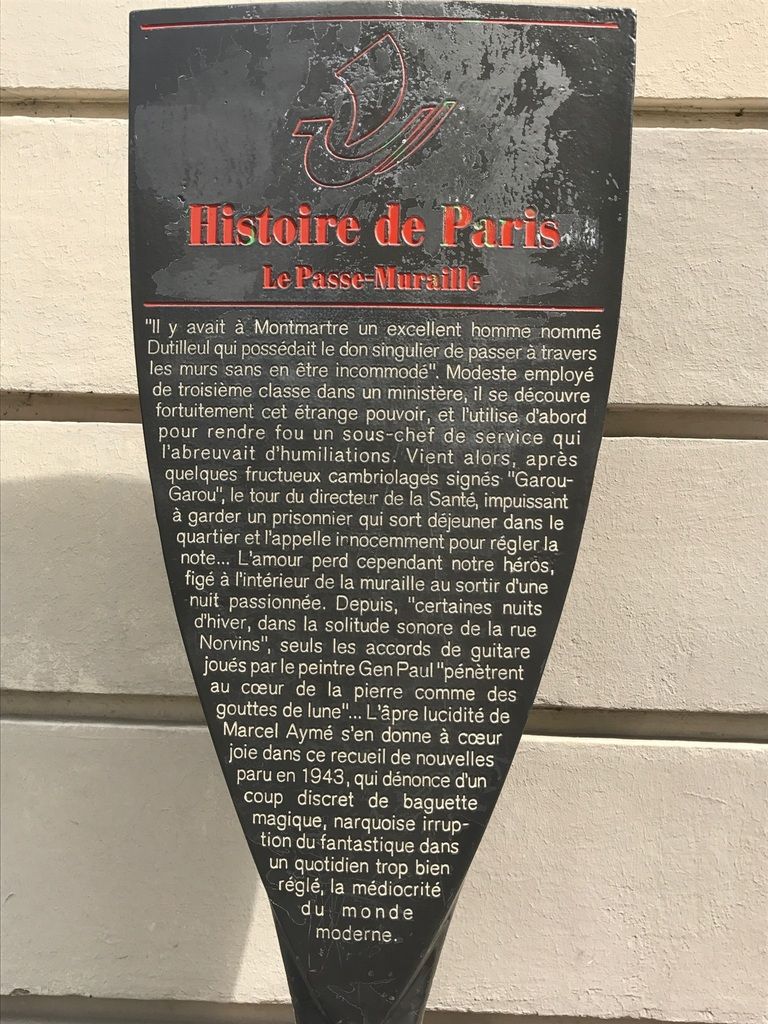 Histoire de Paris
Le Passe-Muraille
"Il y avait à Montmartre un excellent homme nommé
Dutilleul qui possédait le don singulier de passer à travers
les murs sans en être incommodé". Modeste employé
de troisième classe dans un ministère, il se découvre
fortuitement cet étrange pouvoir, et l'utilise d'abord
pour rendre fou un sous-chef de service qui
l'abreuvait d'humiliations. Vient alors, après
quelques fructueux cambriolages signés "Garou-
Garou", le tour du directeur de la Santé, impuissant
à garder un prisonnier qui sort déjeuner dans le
quartier et l'appelle innocemment pour régler la
note... L'amour perd cependant notre héros,
figé à l'intérieur de la muraille au sortir d'une
nuit passionnée. Depuis, "certaines nuits
d'hiver, dans la solitude sonore de la rue
Norvins", seuls les accords de guitare
joués par le peintre Gen Paul "pénètrent
au cœur de la pierre comme des
gouttes de lune"... L'âpre lucidité de
Marcel Aymé s'en donne à cœur
joie dans ce recueil de nouvelles
paru en 1943, qui dénonce d'un
coup discret de baguette
magique, narquoise irrup-
tion du fantastique dans
un quotidien trop bien
réglé, la médiocrité
du monde
moderne.